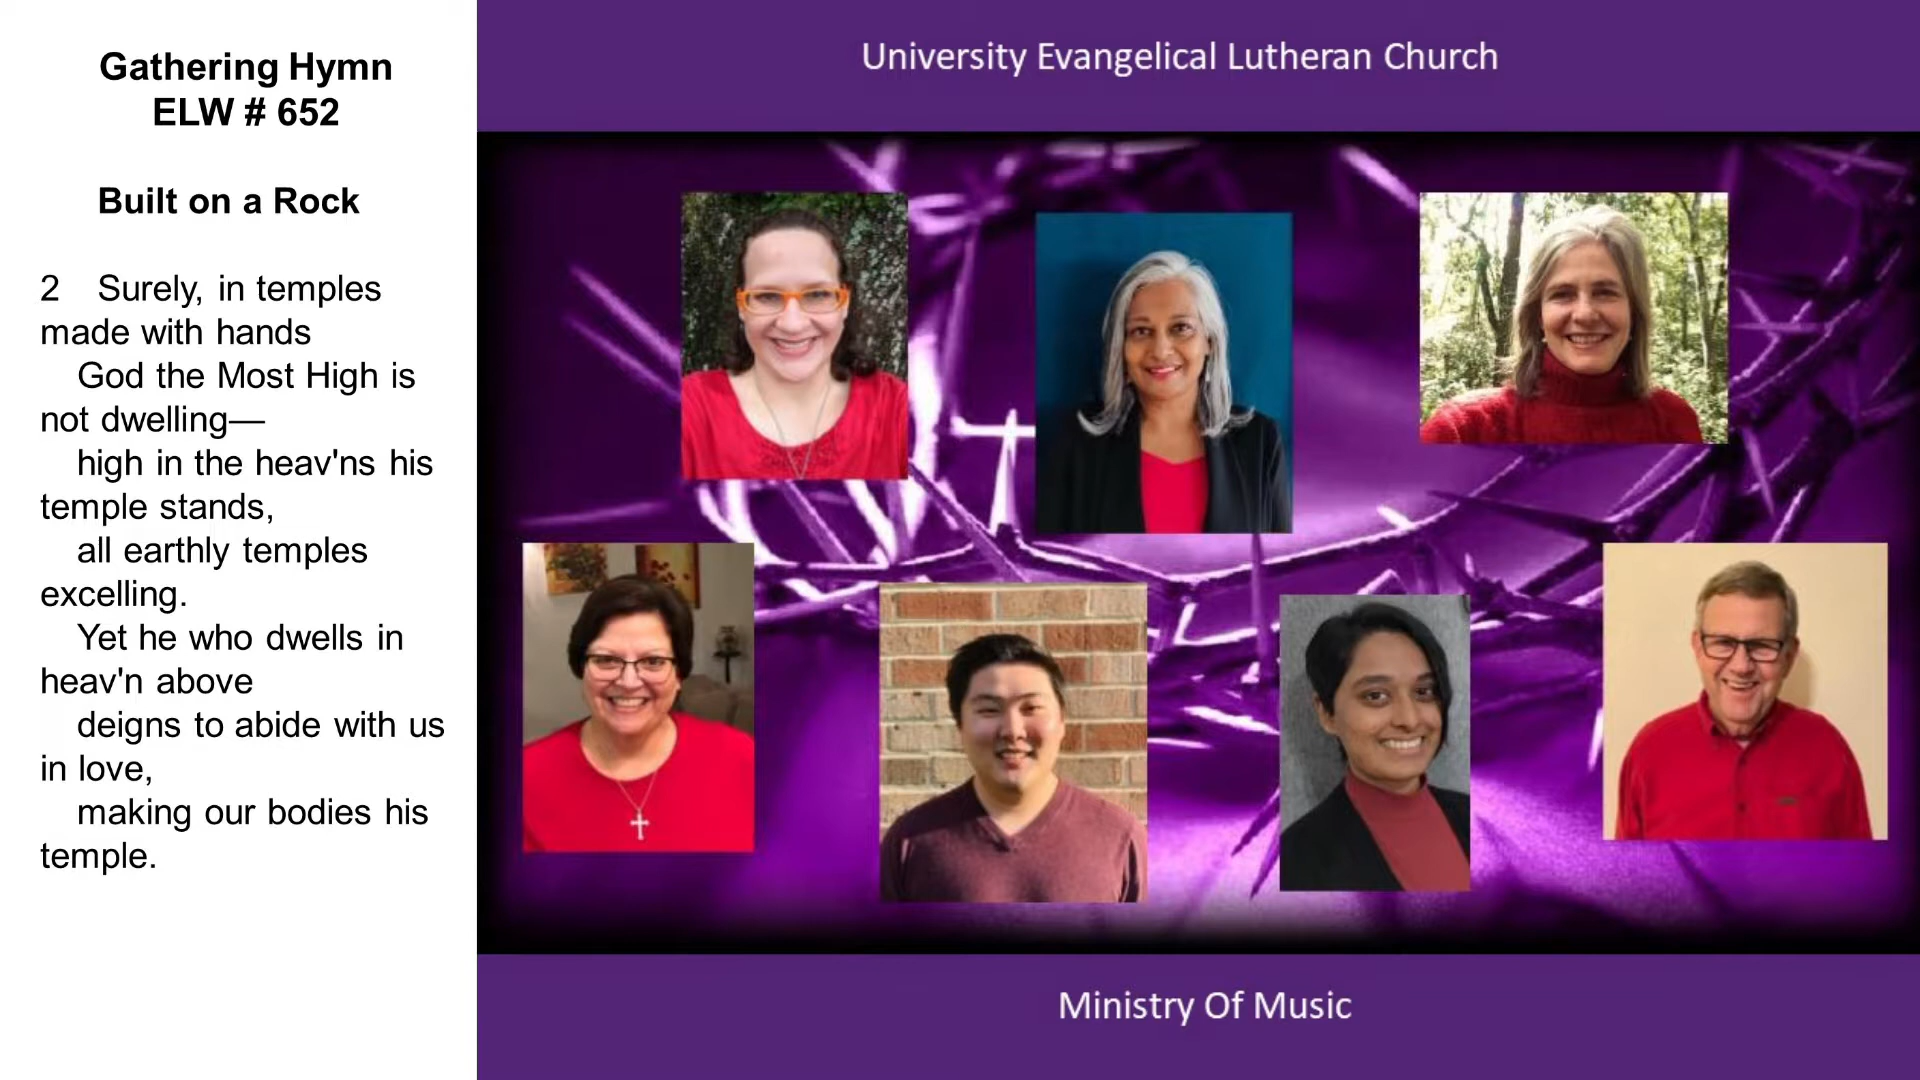 Gathering Hymn
ELW # 652
Built on a Rock
2 Surely, in temples
made with hands
God the Most High is
not dwelling—
high in the heav'ns his
temple stands,
all earthly temples
excelling.
Yet he who dwells in
heav'n above
deigns to abide with us
in love,
making our bodies his
temple.
University Evangelical Lutheran Church
Ministry Of Music